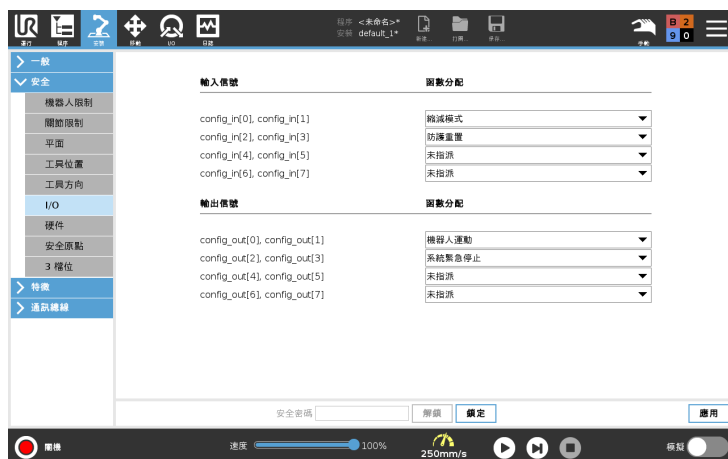 UR
運行
程序
安裝
移動
I/O
日誌
程序 <未命名>*
安裝 default_1*
新建...
打開...
保存...
手動
B 2
9 0
一般
安全
機器人限制
關節限制
平面
工具位置
工具方向
I/O
硬件
安全原點
3 檔位
特徵
通訊總線
輸入信號 函數分配
config_in[0], config_in[1] 縮減模式
config_in[2], config_in[3] 防護重置
config_in[4], config_in[5] 未指派
config_in[6], config_in[7] 未指派
輸出信號 函數分配
config_out[0], config_out[1] 機器人運動
config_out[2], config_out[3] 系統緊急停止
config_out[4], config_out[5] 未指派
config_out[6], config_out[7] 未指派
安全密碼 解鎖 鎖定 應用
關機
速度 100%
250mm/s
模擬